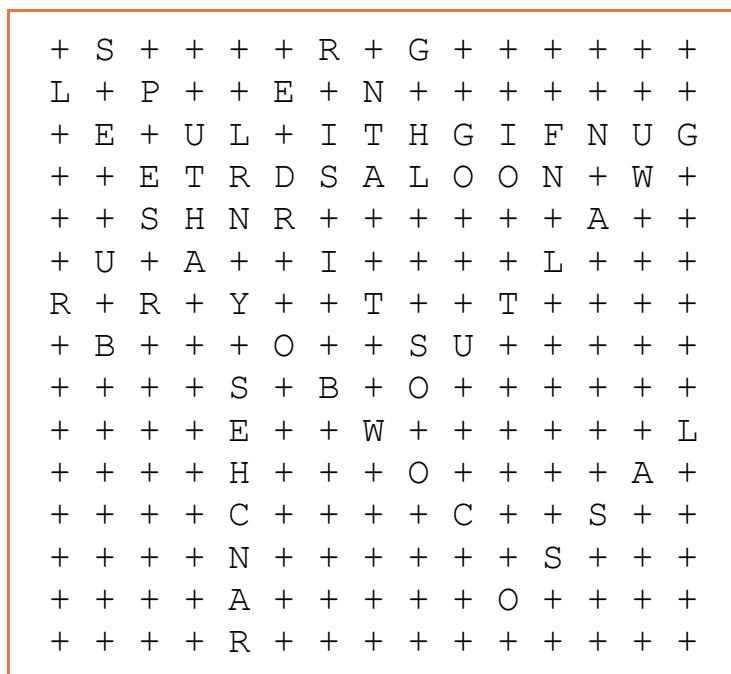 + S + + + + R + G + + + + + +
L + P + + E + N + + + + + + +
+ E + U L + I T H G I F N U G
+ + E T R D S A L O O N + W +
+ + S H N R + + + + + + A + +
+ U + A + + I + + + + L + + +
R + R + Y + + T + + T + + + +
+ B + + + O + + S U + + + + +
+ + + + S + B + O + + + + + +
+ + + + E + + W + + + + + + L
+ + + + H + + + O + + + + A +
+ + + + C + + + + C + + S + +
+ + + + N + + + + + + S + + +
+ + + + A + + + + + O + + + +
+ + + + R + + + + + + + + + +